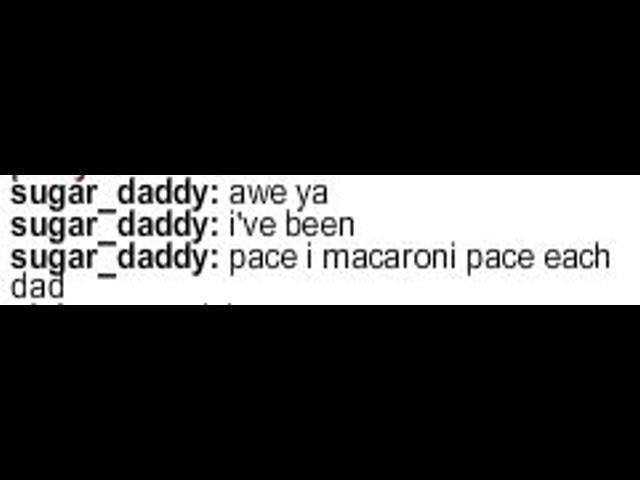 sugar_daddy: awe ya
sugar_daddy: i've been
sugar_daddy: pace i macaroni pace each
dad